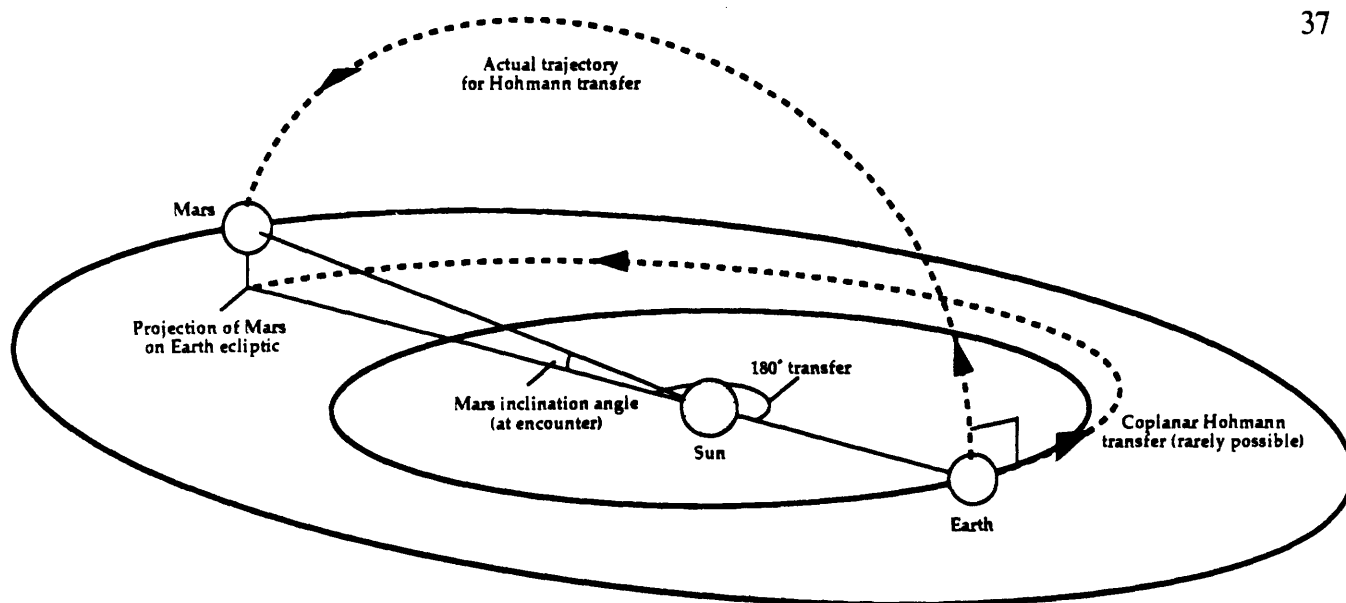 37
Actual trajectory
for Hohmann transfer
Mars
Projection of Mars
on Earth ecliptic
180° transfer
Mars inclination angle
(at encounter)
Sun
Coplanar Hohmann
transfer (rarely possible)
Earth